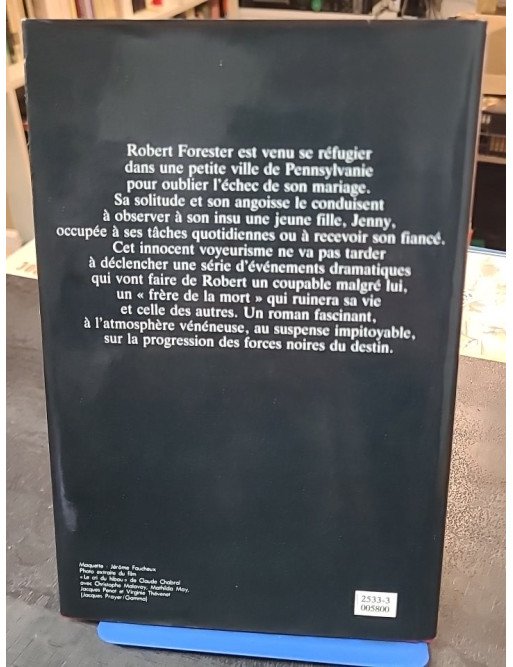 Robert Forester est venu se réfugier
dans une petite ville de Pennsylvanie
pour oublier l'échec de son mariage.
Sa solitude et son angoisse le conduisent
à observer à son insu une jeune fille, Jenny,
occupée à ses tâches quotidiennes ou à recevoir son fiancé.
Cet innocent voyeurisme ne va pas tarder
à déclencher une série d'événements dramatiques
qui vont faire de Robert un coupable malgré lui,
un « frère de la mort » qui ruinera sa vie
et celle des autres. Un roman fascinant,
à l'atmosphère vénéneuse, au suspense impitoyable,
sur la progression des forces noires du destin.
Maquette - Jérôme Faucheux
Photo extraite du film
« Le cri du hibou » de Claude Chabrol
avec Christophe Malavoy, Mathilda May,
Jacques Penot et Virginie Thévenet
(Jacques Prayer/Gamma)
2533-3
005800